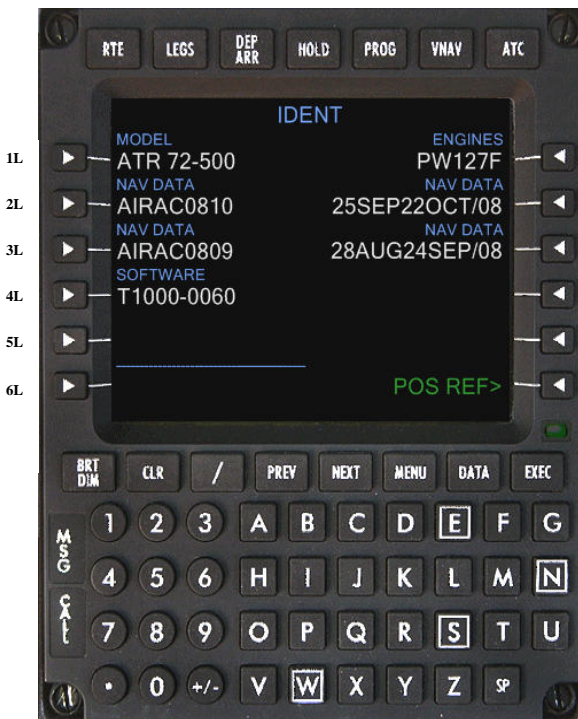 RTE LEGS DEP ARR HOLD PROG VNAV ATC
IDENT
MODEL ENGINES
1L ATR 72-500 PW127F
NAV DATA NAV DATA
2L AIRAC0810 25SEP22OCT/08
NAV DATA NAV DATA
3L AIRAC0809 28AUG24SEP/08
SOFTWARE
4L T1000-0060
5L
6L POS REF>
BRT DIM CLR / PREV NEXT MENU DATA EXEC
1 2 3 A B C D E F G
MSG
4 5 6 H I J K L M N
CALL
7 8 9 O P Q R S T U
. 0 +/- V W X Y Z SP